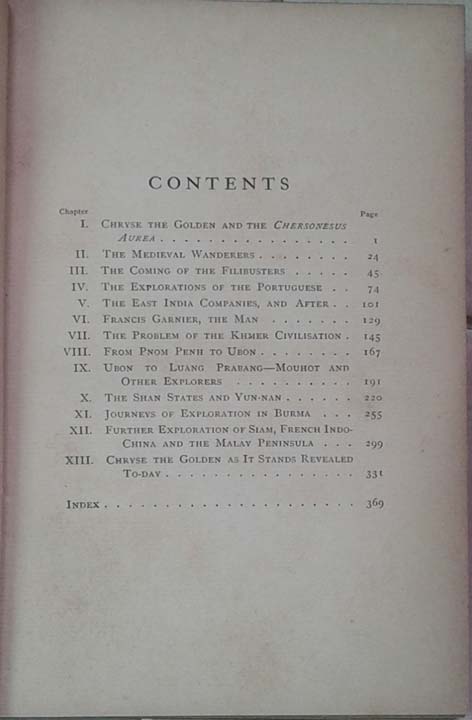 CONTENTS
Chapter Page
I. CHRYSE THE GOLDEN AND THE CHERSONESUS
AUREA . . . . . . . . . . . . . . . . 1
II. THE MEDIEVAL WANDERERS . . . . . . . . 24
III. THE COMING OF THE FILIBUSTERS . . . . . 45
IV. THE EXPLORATIONS OF THE PORTUGUESE . . 74
V. THE EAST INDIA COMPANIES, AND AFTER . . 101
VI. FRANCIS GARNIER, THE MAN . . . . . . . 129
VII. THE PROBLEM OF THE KHMER CIVILISATION . 145
VIII. FROM PNOM PENH TO UBON . . . . . . . . 167
IX. UBON TO LUANG PRABANG—MOUHOT AND
OTHER EXPLORERS . . . . . . . . . . 191
X. THE SHAN STATES AND YUN-NAN . . . . . 220
XI. JOURNEYS OF EXPLORATION IN BURMA . . . 255
XII. FURTHER EXPLORATION OF SIAM, FRENCH INDO-
CHINA AND THE MALAY PENINSULA . . . 299
XIII. CHRYSE THE GOLDEN AS IT STANDS REVEALED
TO-DAY . . . . . . . . . . . . . . . . 331
INDEX . . . . . . . . . . . . . . . . . . . . . 369